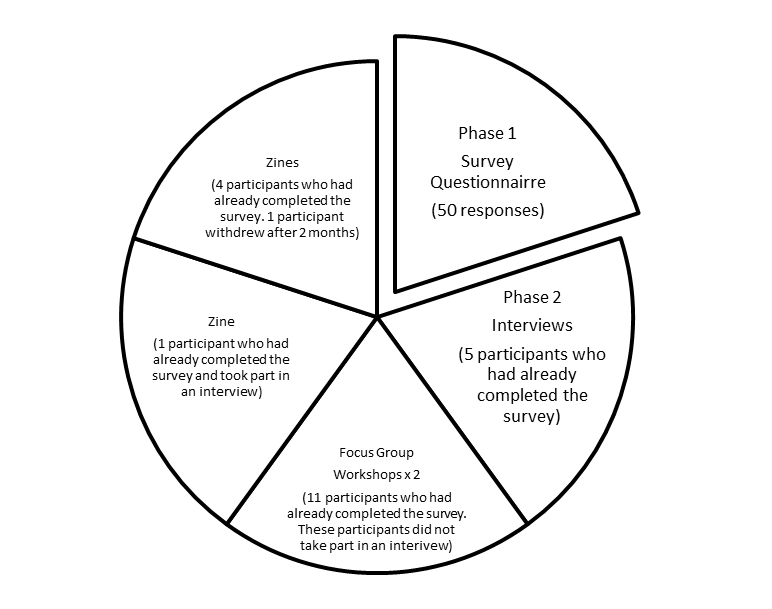 Phase 1
Survey
Questionnairre
(50 responses)
Phase 2
Interviews
(5 participants who
had already
completed the
survey)
Focus Group
Workshops x 2
(11 participants who had
already completed the survey.
These participants did not
take part in an interivew)
Zine
(1 participant who had
already completed the
survey and took part in
an interview)
Zines
(4 participants who had
already completed the
survey. 1 participant
withdrew after 2 months)